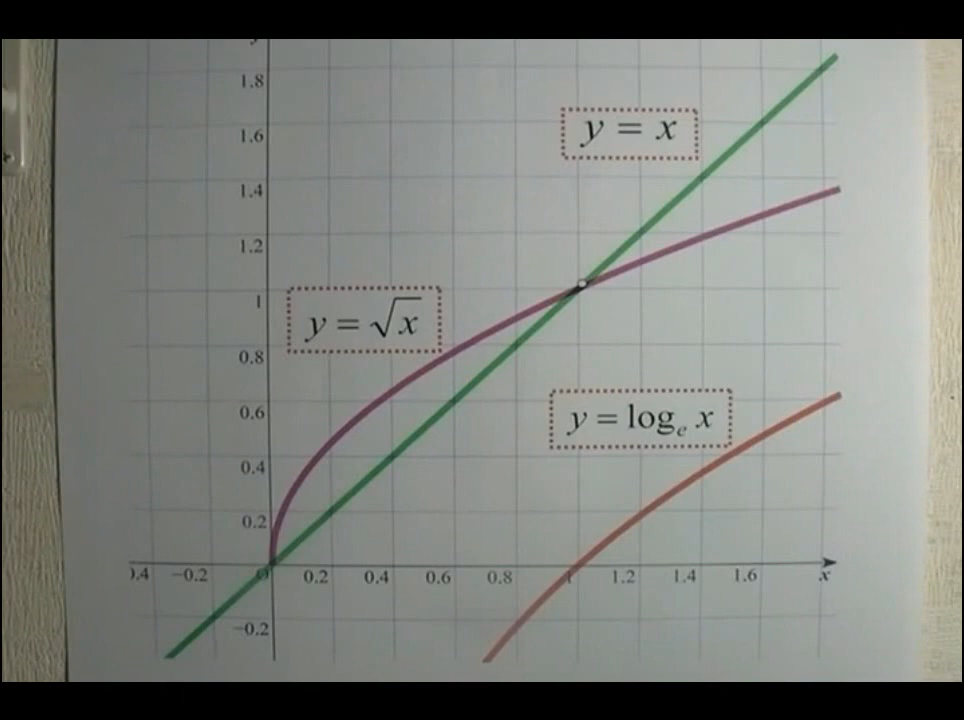 1.8
1.6
y = x
1.4
1.2
1
y = √x
0.8
0.6
y = logₑ x
0.4
0.2
−0.2 O 0.2 0.4 0.6 0.8 1 1.2 1.4 1.6 x
−0.2